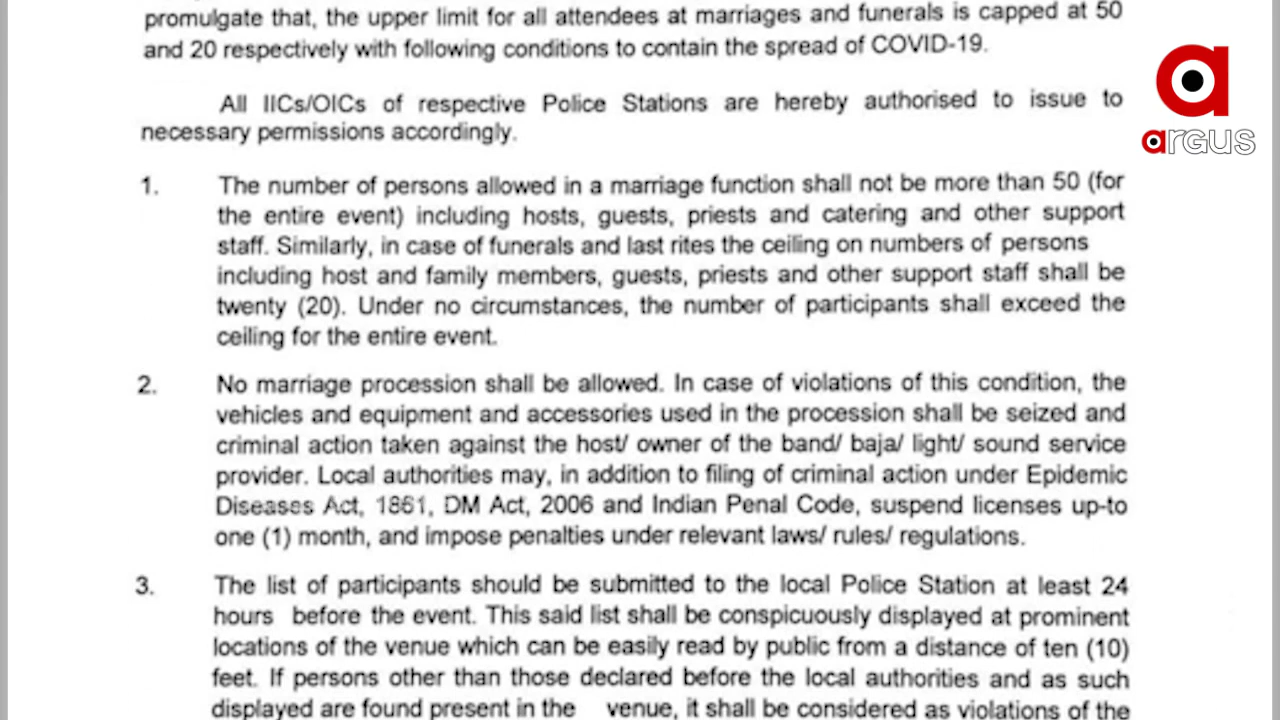 promulgate that, the upper limit for all attendees at marriages and funerals is capped at 50
and 20 respectively with following conditions to contain the spread of COVID-19.
All IICs/OICs of respective Police Stations are hereby authorised to issue to
necessary permissions accordingly.
1. The number of persons allowed in a marriage function shall not be more than 50 (for
the entire event) including hosts, guests, priests and catering and other support
staff. Similarly, in case of funerals and last rites the ceiling on numbers of persons
including host and family members, guests, priests and other support staff shall be
twenty (20). Under no circumstances, the number of participants shall exceed the
ceiling for the entire event.
2. No marriage procession shall be allowed. In case of violations of this condition, the
vehicles and equipment and accessories used in the procession shall be seized and
criminal action taken against the host/ owner of the band/ baja/ light/ sound service
provider. Local authorities may, in addition to filing of criminal action under Epidemic
Diseases Act, 1861, DM Act, 2006 and Indian Penal Code, suspend licenses up-to
one (1) month, and impose penalties under relevant laws/ rules/ regulations.
3. The list of participants should be submitted to the local Police Station at least 24
hours before the event. This said list shall be conspicuously displayed at prominent
locations of the venue which can be easily read by public from a distance of ten (10)
feet. If persons other than those declared before the local authorities and as such
displayed are found present in the venue, it shall be considered as violations of the
a
argus